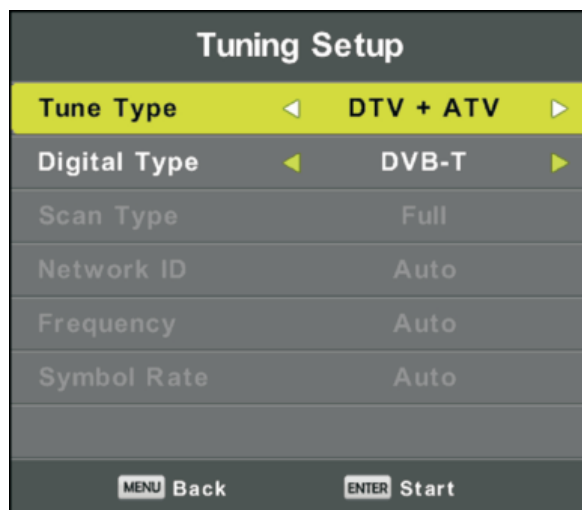 Tuning Setup
Tune Type DTV + ATV
Digital Type DVB-T
Scan Type Full
Network ID Auto
Frequency Auto
Symbol Rate Auto
MENU Back ENTER Start